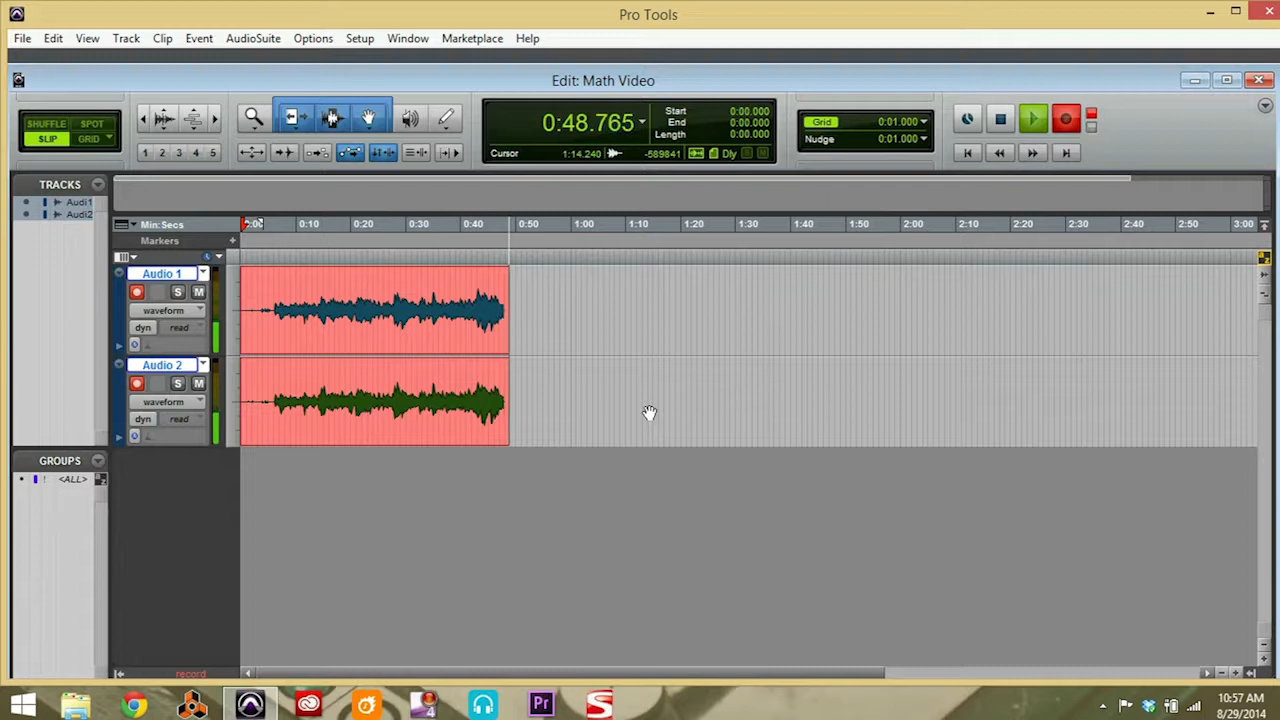 Pro Tools
File Edit View Track Clip Event AudioSuite Options Setup Window Marketplace Help
Edit: Math Video
SHUFFLE SPOT
SLIP GRID
1 2 3 4 5
0:48.765
Start 0:00.000
End 0:00.000
Length 0:00.000
Cursor 1:14.240 -589841 Dly
Grid 0:01.000
Nudge 0:01.000
TRACKS
Audi1
Audi2
Min:Secs 0:10 0:20 0:30 0:40 0:50 1:00 1:10 1:20 1:30 1:40 1:50 2:00 2:10 2:20 2:30 2:40 2:50 3:00
Markers
Audio 1
S M
waveform
dyn read
Audio 2
S M
waveform
dyn read
GROUPS
! <ALL>
record
10:57 AM
8/29/2014